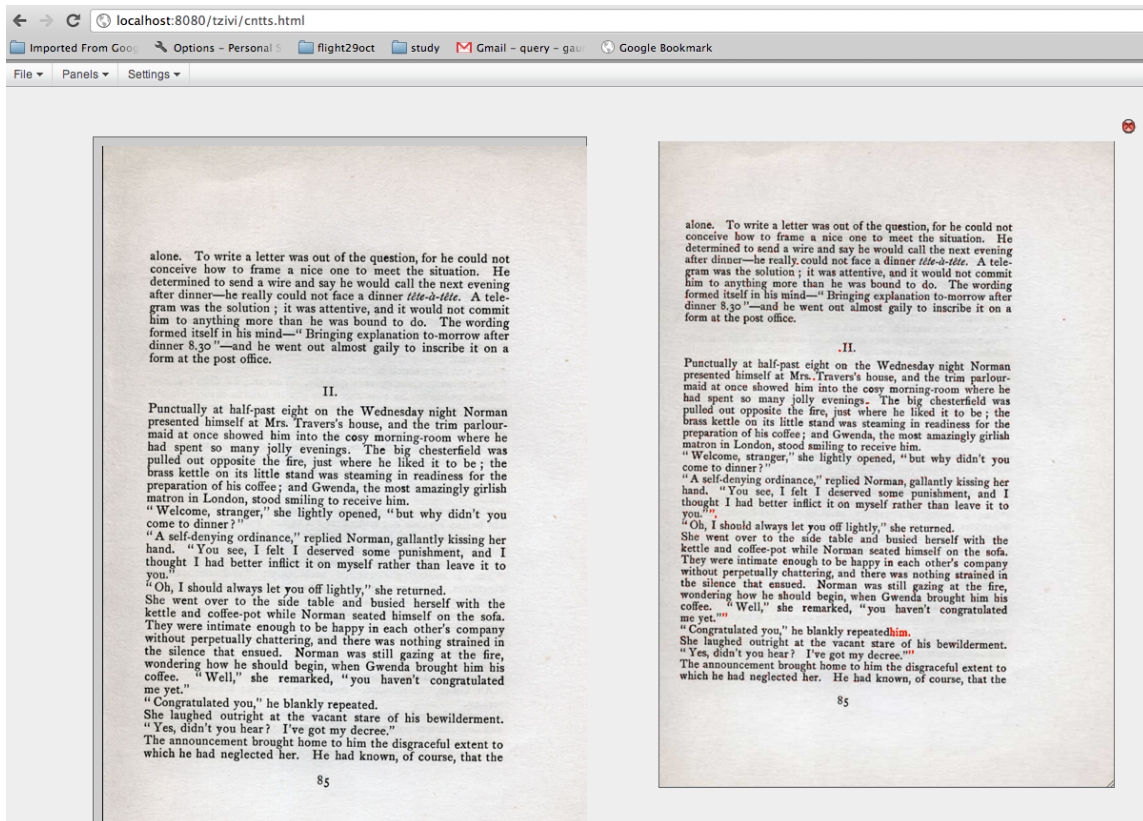 localhost:8080/tzivi/cntts.html
Imported From Goog Options – Personal S flight29oct study Gmail – query – gaur Google Bookmark
File Panels Settings
alone. To write a letter was out of the question, for he could not
conceive how to frame a nice one to meet the situation. He
determined to send a wire and say he would call the next evening
after dinner—he really could not face a dinner tête-à-tête. A tele-
gram was the solution ; it was attentive, and it would not commit
him to anything more than he was bound to do. The wording
formed itself in his mind—“ Bringing explanation to-morrow after
dinner 8.30 ”—and he went out almost gaily to inscribe it on a
form at the post office.
II.
Punctually at half-past eight on the Wednesday night Norman
presented himself at Mrs. Travers's house, and the trim parlour-
maid at once showed him into the cosy morning-room where he
had spent so many jolly evenings. The big chesterfield was
pulled out opposite the fire, just where he liked it to be ; the
brass kettle on its little stand was steaming in readiness for the
preparation of his coffee ; and Gwenda, the most amazingly girlish
matron in London, stood smiling to receive him.
“ Welcome, stranger,” she lightly opened, “ but why didn't you
come to dinner ? ”
“ A self-denying ordinance,” replied Norman, gallantly kissing her
hand. “ You see, I felt I deserved some punishment, and I
thought I had better inflict it on myself rather than leave it to
you.”
“ Oh, I should always let you off lightly,” she returned.
She went over to the side table and busied herself with the
kettle and coffee-pot while Norman seated himself on the sofa.
They were intimate enough to be happy in each other's company
without perpetually chattering, and there was nothing strained in
the silence that ensued. Norman was still gazing at the fire,
wondering how he should begin, when Gwenda brought him his
coffee. “ Well,” she remarked, “ you haven't congratulated
me yet.”
“ Congratulated you,” he blankly repeated.
She laughed outright at the vacant stare of his bewilderment.
“ Yes, didn't you hear ? I've got my decree.”
The announcement brought home to him the disgraceful extent to
which he had neglected her. He had known, of course, that the
85
alone. To write a letter was out of the question, for he could not
conceive how to frame a nice one to meet the situation. He
determined to send a wire and say he would call the next evening
after dinner—he really. could not face a dinner tête-à-tête. A tele-
gram was the solution ; it was attentive, and it would not commit
him to anything more than he was bound to do. The wording
formed itself in his mind—“ Bringing explanation to-morrow after
dinner 8.30 ”—and he went out almost gaily to inscribe it on a
form at the post office.
.II.
Punctually at half-past eight on the Wednesday night Norman
presented himself at Mrs..Travers's house, and the trim parlour-
maid at once showed him into the cosy morning-room where he
had spent so many jolly evenings. The big chesterfield was
pulled out opposite the fire, just where he liked it to be ; the
brass kettle on its little stand was steaming in readiness for the
preparation of his coffee ; and Gwenda, the most amazingly girlish
matron in London, stood smiling to receive him.
“ Welcome, stranger,” she lightly opened, “ but why didn't you
come to dinner ? ”
“ A self-denying ordinance,” replied Norman, gallantly kissing her
hand. “ You see, I felt I deserved some punishment, and I
thought I had better inflict it on myself rather than leave it to
you.””.
“ Oh, I should always let you off lightly,” she returned.
She went over to the side table and busied herself with the
kettle and coffee-pot while Norman seated himself on the sofa.
They were intimate enough to be happy in each other's company
without perpetually chattering, and there was nothing strained in
the silence that ensued. Norman was still gazing at the fire,
wondering how he should begin, when Gwenda brought him his
coffee. “ Well,” she remarked, “ you haven't congratulated
me yet.””
“ Congratulated you,” he blankly repeatedhim.
She laughed outright at the vacant stare of his bewilderment.
“ Yes, didn't you hear ? I've got my decree.””
The announcement brought home to him the disgraceful extent to
which he had neglected her. He had known, of course, that the
85